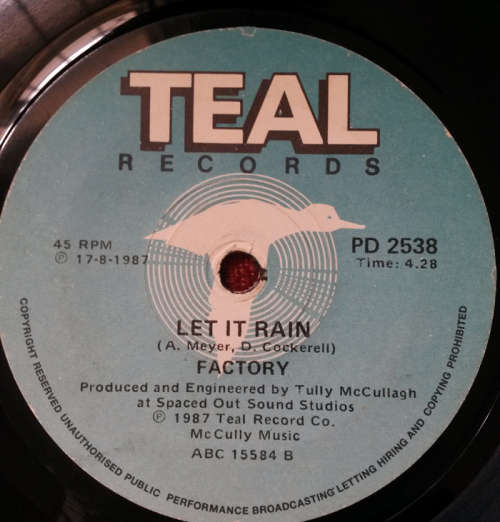 TEAL
RECORDS
45 RPM
℗ 17-8-1987
PD 2538
Time: 4.28
LET IT RAIN
(A. Meyer, D. Cockerell)
FACTORY
Produced and Engineered by Tully McCullagh
at Spaced Out Sound Studios
℗ 1987 Teal Record Co.
McCully Music
ABC 15584 B
COPYRIGHT RESERVED UNAUTHORISED PUBLIC PERFORMANCE BROADCASTING LETTING HIRING AND COPYING PROHIBITED